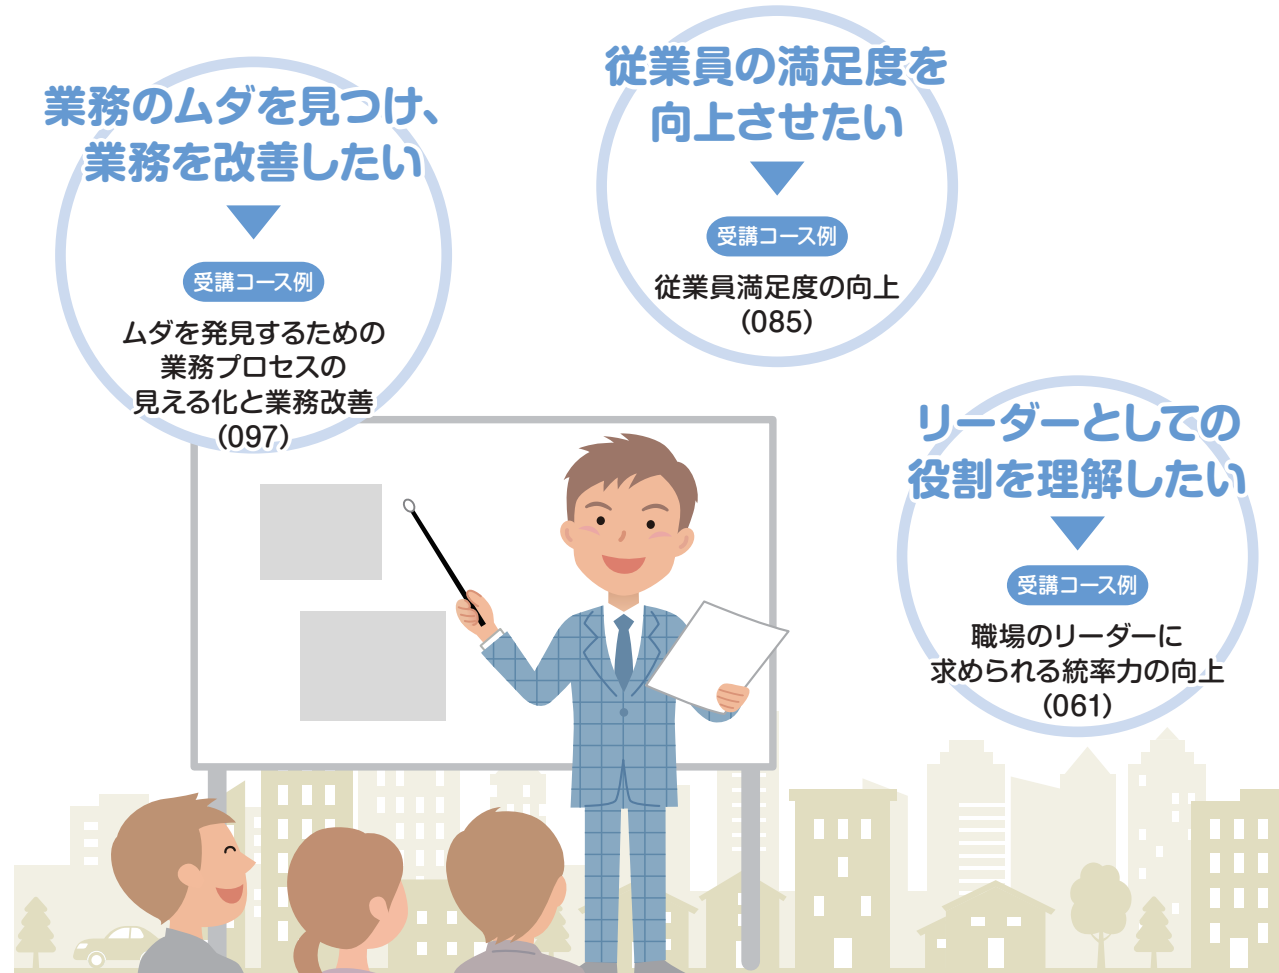 業務のムダを見つけ、
業務を改善したい
受講コース例
ムダを発見するための
業務プロセスの
見える化と業務改善
(097)
従業員の満足度を
向上させたい
受講コース例
従業員満足度の向上
(085)
リーダーとしての
役割を理解したい
受講コース例
職場のリーダーに
求められる統率力の向上
(061)